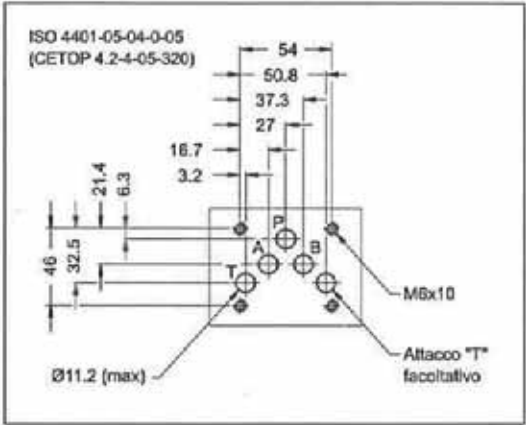 ISO 4401-05-04-0-05
(CETOP 4.2-4-05-320)
54
50.8
37.3
27
16.7
3.2
21.4
6.3
46
32.5
P
A
B
T
M6x10
Ø11.2 (max)
Attacco "T"
facoltativo